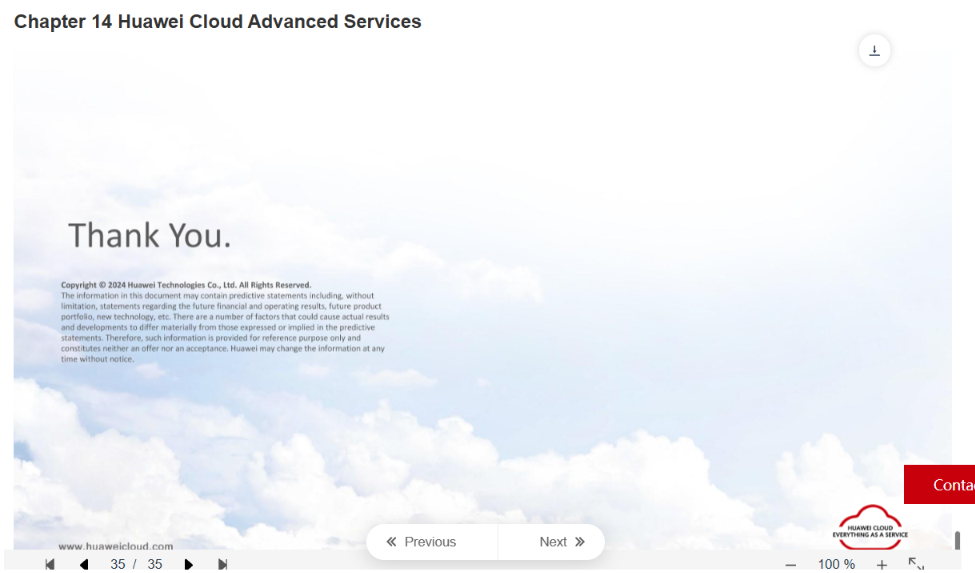 Chapter 14 Huawei Cloud Advanced Services
Thank You.
Copyright © 2024 Huawei Technologies Co., Ltd. All Rights Reserved.
The information in this document may contain predictive statements including, without
limitation, statements regarding the future financial and operating results, future product
portfolio, new technology, etc. There are a number of factors that could cause actual results
and developments to differ materially from those expressed or implied in the predictive
statements. Therefore, such information is provided for reference purpose only and
constitutes neither an offer nor an acceptance. Huawei may change the information at any
time without notice.
Conta
HUAWEI CLOUD
EVERYTHING AS A SERVICE
www.huaweicloud.com
Previous
Next
35 / 35
100 %